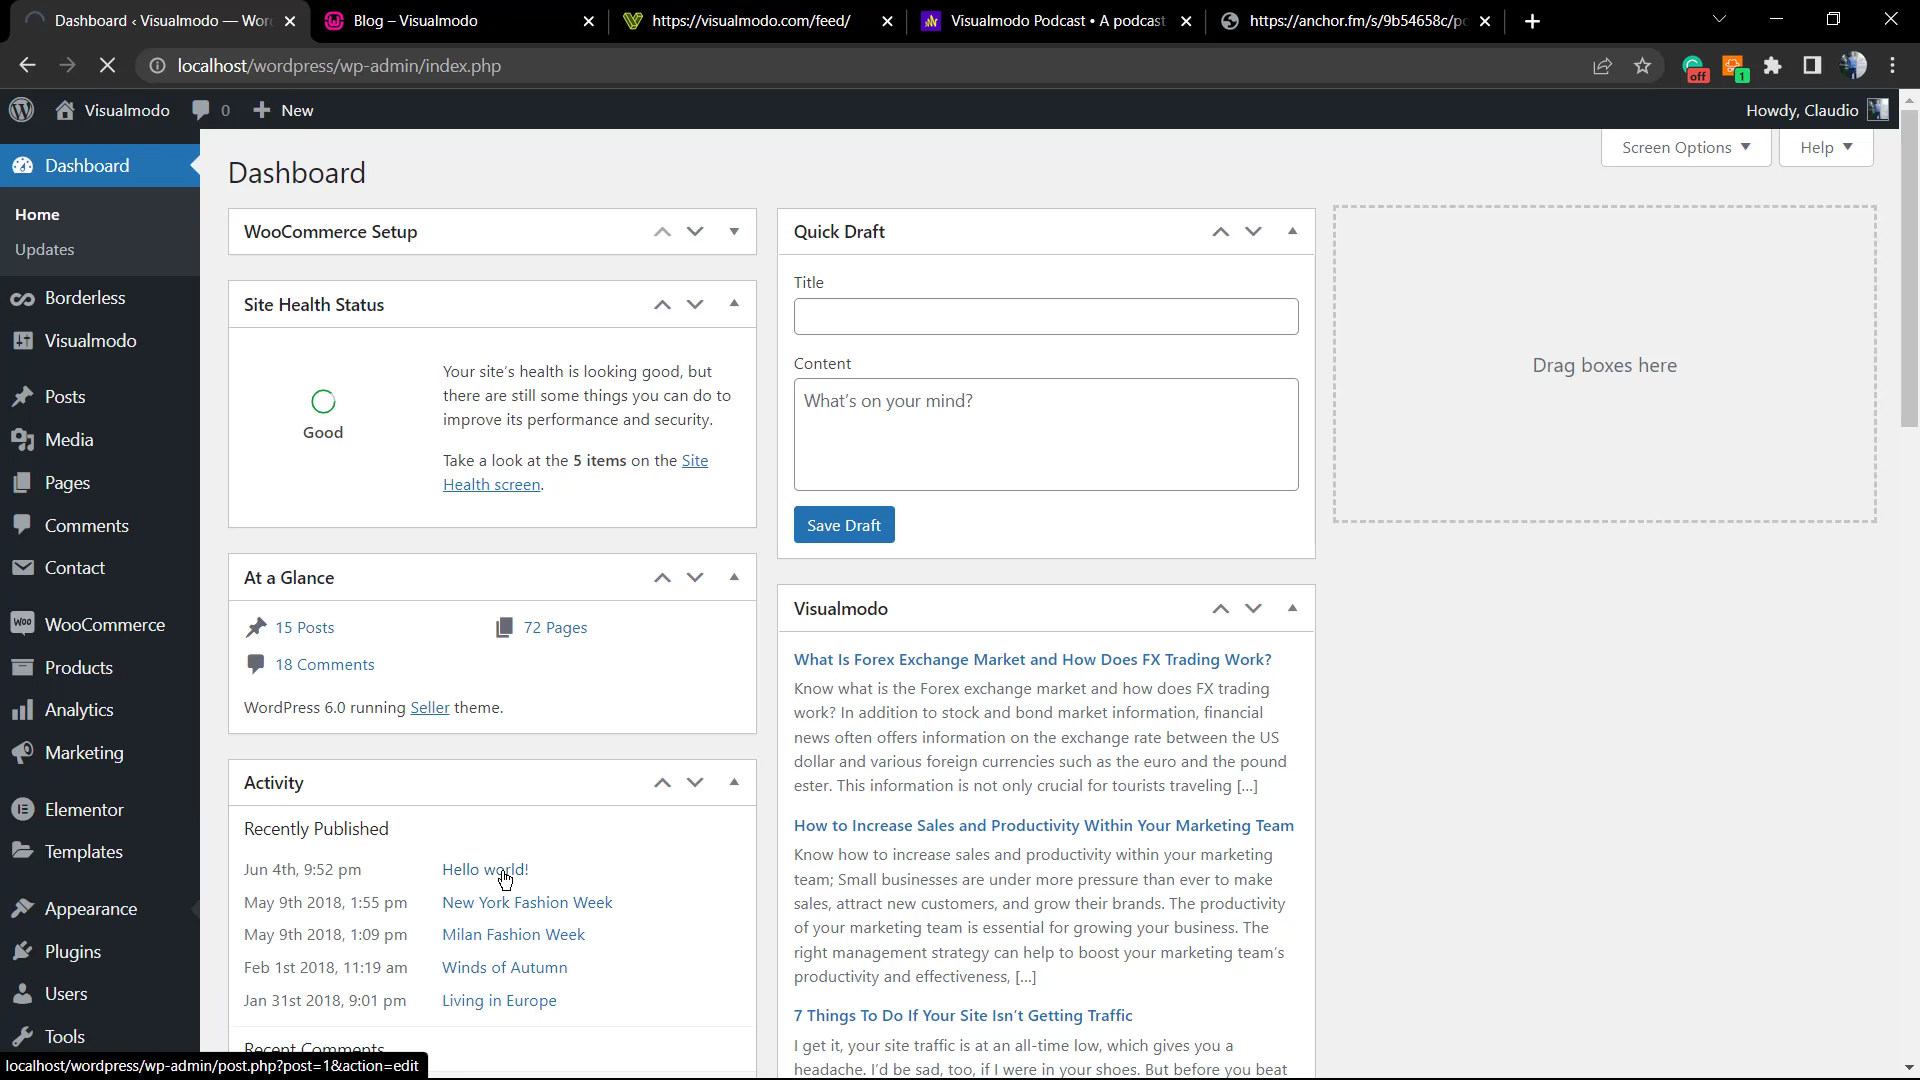 Dashboard ‹ Visualmodo — Wor
Blog – Visualmodo
https://visualmodo.com/feed/
Visualmodo Podcast • A podcast
https://anchor.fm/s/9b54658c/po
localhost/wordpress/wp-admin/index.php
off
1
Visualmodo
0
New
Howdy, Claudio
Dashboard
Home
Updates
Borderless
Visualmodo
Posts
Media
Pages
Comments
Contact
Woo
WooCommerce
Products
Analytics
Marketing
Elementor
Templates
Appearance
Plugins
Users
Tools
Screen Options
Help
Dashboard
WooCommerce Setup
Site Health Status
Good
Your site's health is looking good, but
there are still some things you can do to
improve its performance and security.
Take a look at the 5 items on the Site
Health screen.
At a Glance
15 Posts
72 Pages
18 Comments
WordPress 6.0 running Seller theme.
Activity
Recently Published
Jun 4th, 9:52 pm Hello world!
May 9th 2018, 1:55 pm New York Fashion Week
May 9th 2018, 1:09 pm Milan Fashion Week
Feb 1st 2018, 11:19 am Winds of Autumn
Jan 31st 2018, 9:01 pm Living in Europe
Recent Comments
Quick Draft
Title
Content
What's on your mind?
Save Draft
Visualmodo
What Is Forex Exchange Market and How Does FX Trading Work?
Know what is the Forex exchange market and how does FX trading
work? In addition to stock and bond market information, financial
news often offers information on the exchange rate between the US
dollar and various foreign currencies such as the euro and the pound
ester. This information is not only crucial for tourists traveling […]
How to Increase Sales and Productivity Within Your Marketing Team
Know how to increase sales and productivity within your marketing
team; Small businesses are under more pressure than ever to make
sales, attract new customers, and grow their brands. The productivity
of your marketing team is essential for growing your business. The
right management strategy can help to boost your marketing team's
productivity and effectiveness, […]
7 Things To Do If Your Site Isn't Getting Traffic
I get it, your site traffic is at an all-time low, which gives you a
headache. I'd be sad, too, if I were in your shoes. But before you beat
Drag boxes here
localhost/wordpress/wp-admin/post.php?post=1&action=edit